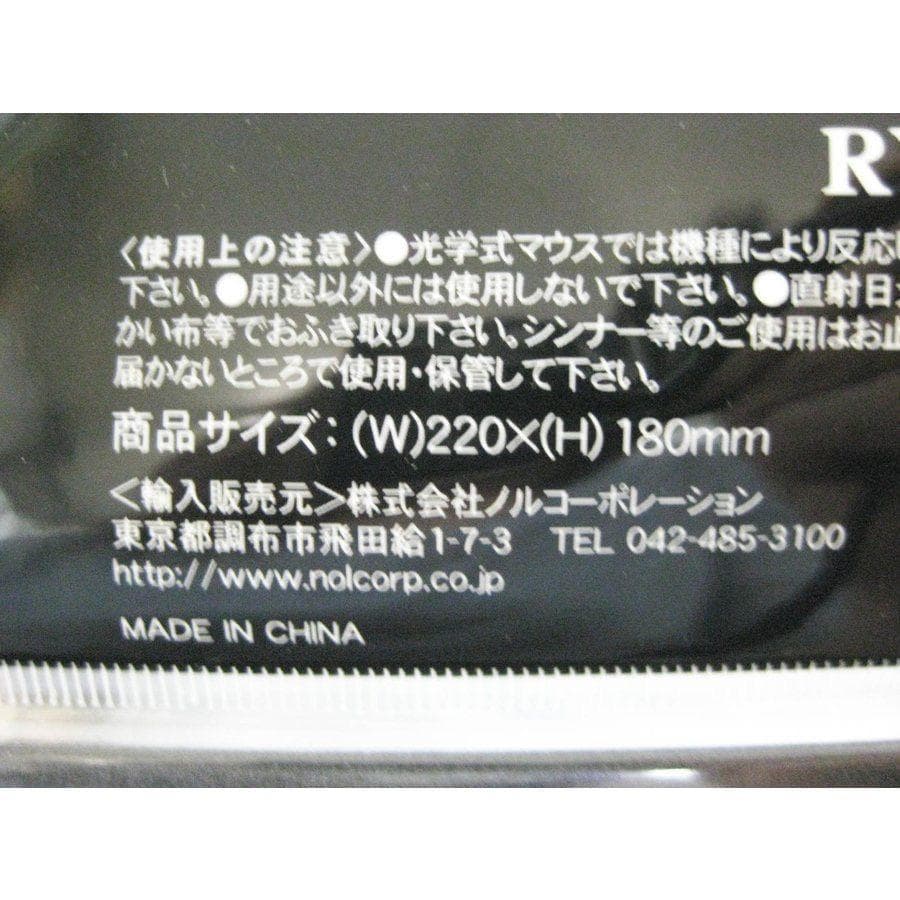 RY
〈使用上の注意〉●光学式マウスでは機種により反応
下さい。●用途以外には使用しないで下さい。●直射日
かい布等でおふき取り下さい。シンナー等のご使用はお止
届かないところで使用・保管して下さい。
商品サイズ：(W)220×(H)180mm
＜輸入販売元＞株式会社ノルコーポレーション
東京都調布市飛田給1-7-3 TEL 042-485-3100
http://www.nolcorp.co.jp
MADE IN CHINA